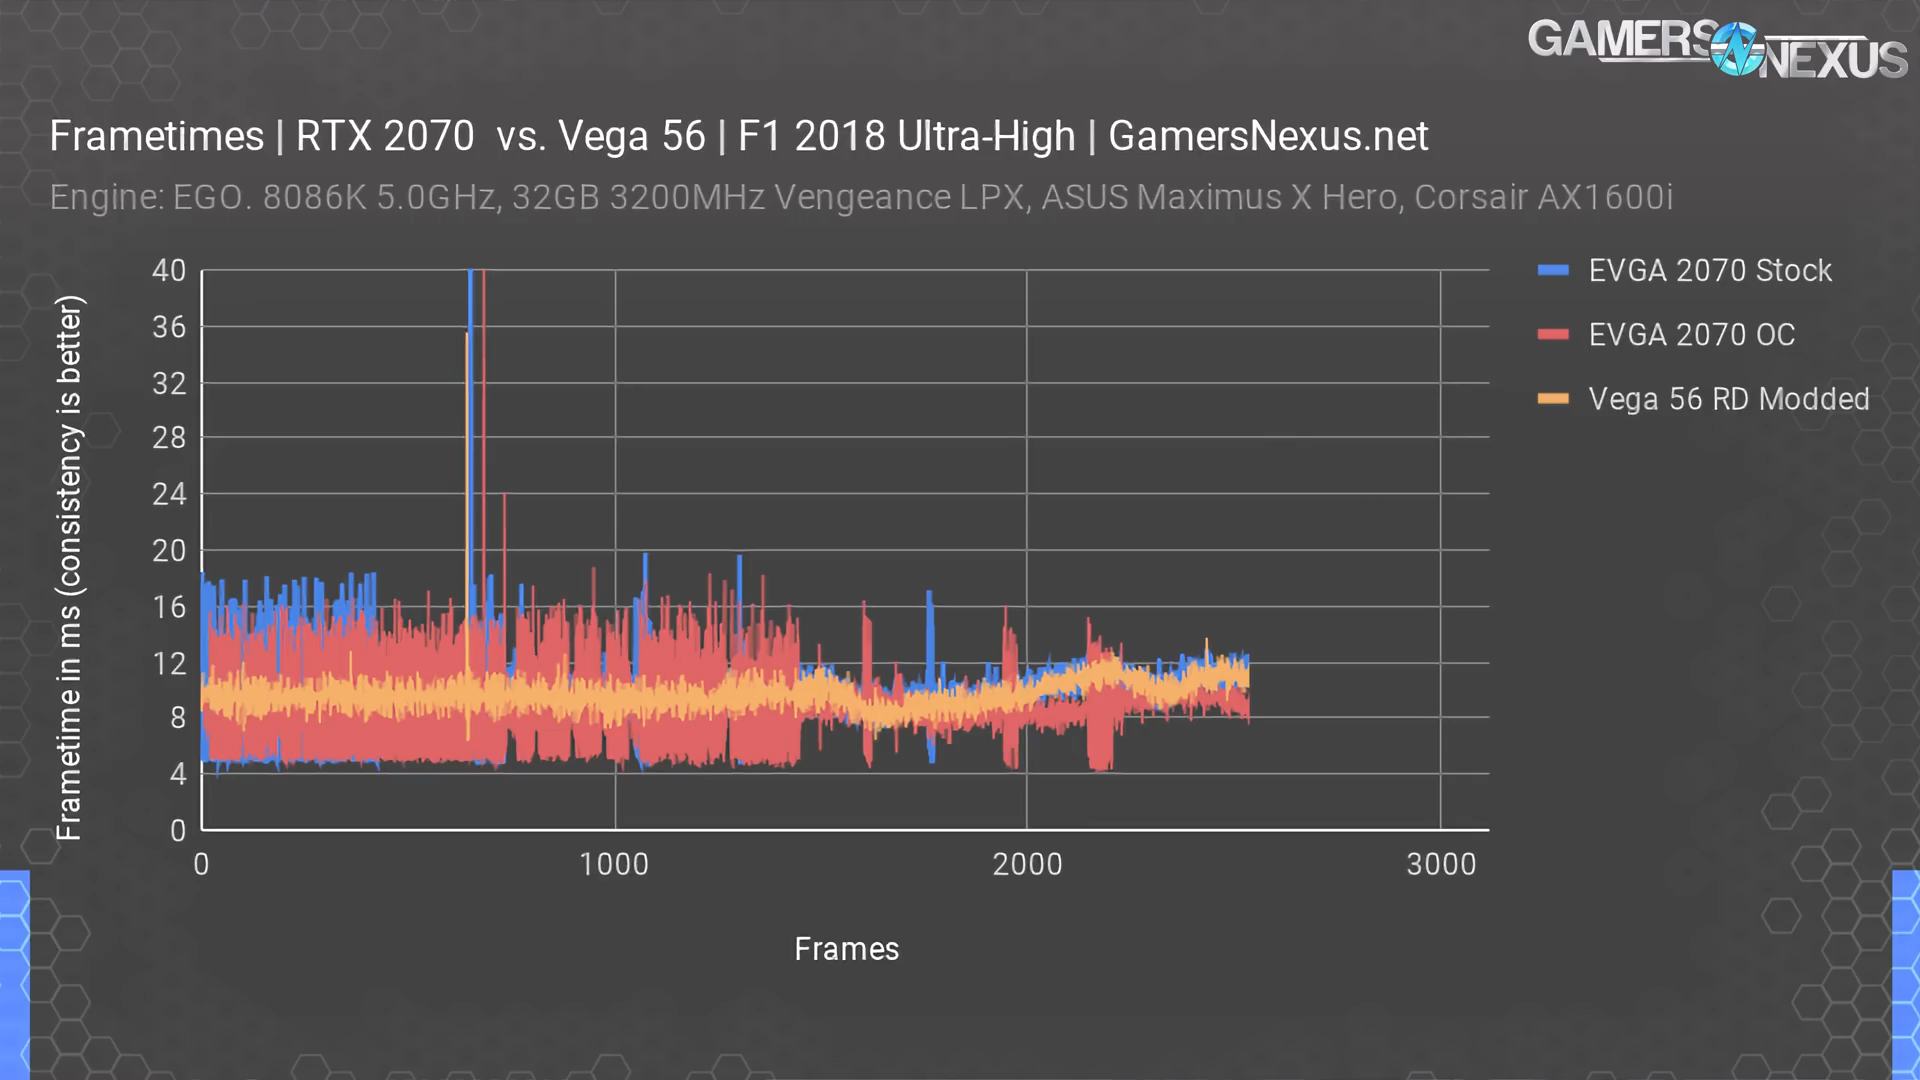 GAMERS NEXUS
Frametimes | RTX 2070 vs. Vega 56 | F1 2018 Ultra-High | GamersNexus.net
Engine: EGO. 8086K 5.0GHz, 32GB 3200MHz Vengeance LPX, ASUS Maximus X Hero, Corsair AX1600i
Frametime in ms (consistency is better)
40
36
32
28
24
20
16
12
8
4
0
0 1000 2000 3000
Frames
EVGA 2070 Stock
EVGA 2070 OC
Vega 56 RD Modded